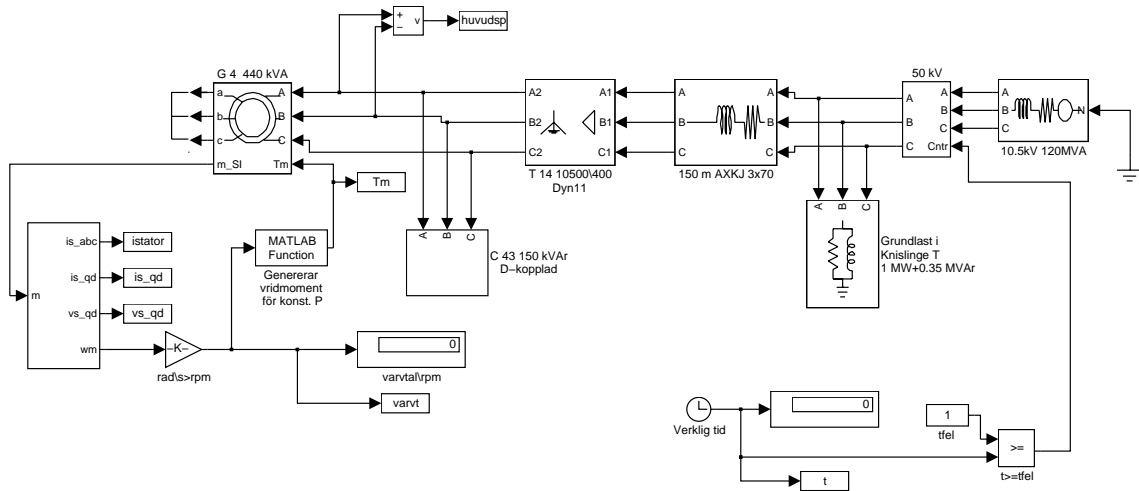 +
−
v
huvudsp
G 4 440 kVA
a
b
c
m_SI
A
B
C
Tm
Tm
A2
B2
C2
A1
B1
C1
T 14 10500\400
Dyn11
A
B
C
A
B
C
150 m AXKJ 3x70
50 kV
A
B
C
A
B
C
Cntr
A
B
C
N
10.5kV 120MVA
m
is_abc
is_qd
vs_qd
wm
istator
is_qd
vs_qd
MATLAB
Function
Genererar
vridmoment
för konst. P
A
B
C
C 43 150 kVAr
D−kopplad
A
B
C
Grundlast i
Knislinge T
1 MW+0.35 MVAr
−K−
rad\s>rpm
0
varvtal\rpm
varvt
Verklig tid
0
t
1
tfel
>=
t>=tfel